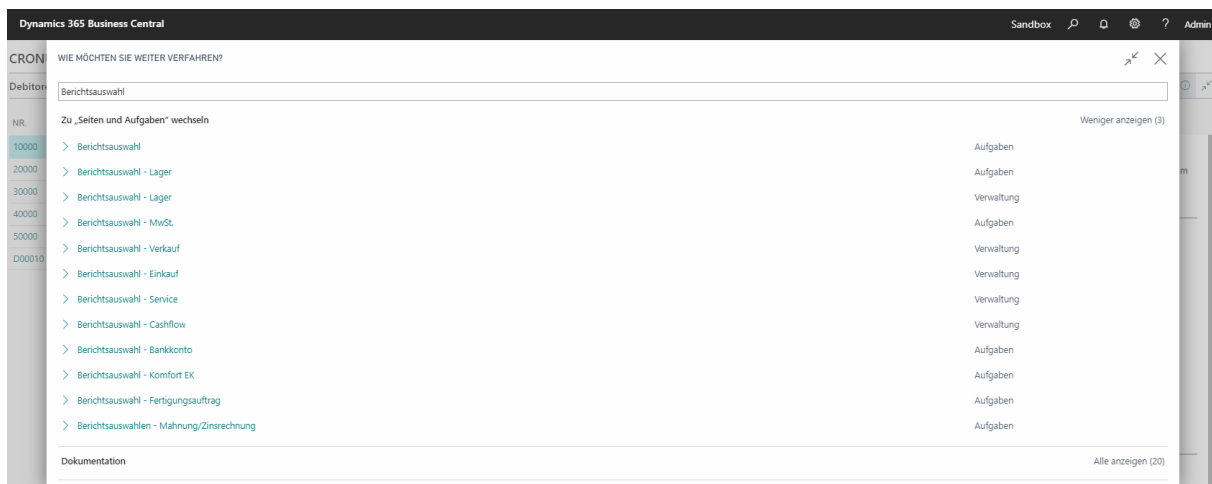 Dynamics 365 Business Central Sandbox ? Admin
CRON
WIE MÖCHTEN SIE WEITER VERFAHREN?
Debitore
Berichtsauswahl
NR.
Zu „Seiten und Aufgaben“ wechseln Weniger anzeigen (3)
10000 Berichtsauswahl Aufgaben
20000 Berichtsauswahl - Lager Aufgaben m
30000 Berichtsauswahl - Lager Verwaltung
40000 Berichtsauswahl - MwSt. Aufgaben
50000 Berichtsauswahl - Verkauf Verwaltung
D00010 Berichtsauswahl - Einkauf Verwaltung
Berichtsauswahl - Service Verwaltung
Berichtsauswahl - Cashflow Verwaltung
Berichtsauswahl - Bankkonto Aufgaben
Berichtsauswahl - Komfort EK Aufgaben
Berichtsauswahl - Fertigungsauftrag Aufgaben
Berichtsauswahlen - Mahnung/Zinsrechnung Aufgaben
Dokumentation Alle anzeigen (20)